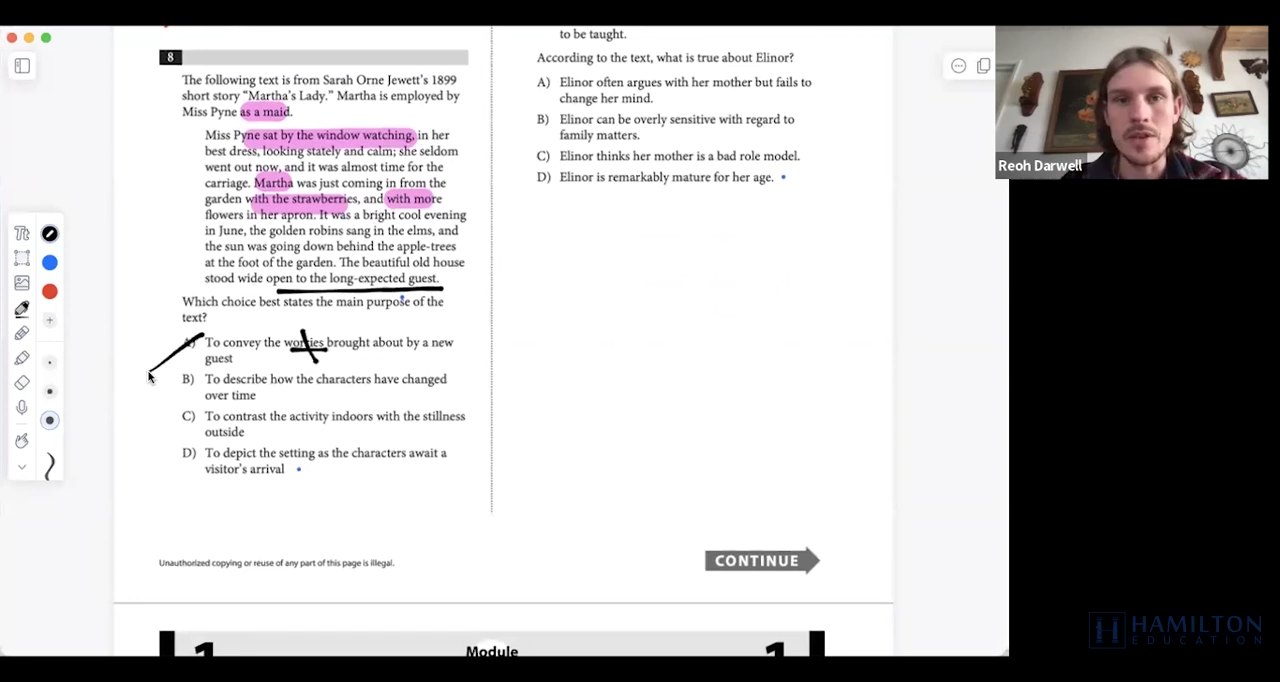 8
The following text is from Sarah Orne Jewett's 1899
short story “Martha's Lady.” Martha is employed by
Miss Pyne as a maid.
Miss Pyne sat by the window watching, in her
best dress, looking stately and calm; she seldom
went out now, and it was almost time for the
carriage. Martha was just coming in from the
garden with the strawberries, and with more
flowers in her apron. It was a bright cool evening
in June, the golden robins sang in the elms, and
the sun was going down behind the apple-trees
at the foot of the garden. The beautiful old house
stood wide open to the long-expected guest.
Which choice best states the main purpose of the
text?
A) To convey the worries brought about by a new
guest
B) To describe how the characters have changed
over time
C) To contrast the activity indoors with the stillness
outside
D) To depict the setting as the characters await a
visitor's arrival
to be taught.
According to the text, what is true about Elinor?
A) Elinor often argues with her mother but fails to
change her mind.
B) Elinor can be overly sensitive with regard to
family matters.
C) Elinor thinks her mother is a bad role model.
D) Elinor is remarkably mature for her age.
Unauthorized copying or reuse of any part of this page is illegal.
CONTINUE
1 Module 1
Reoh Darwell
HAMILTON
EDUCATION
Tt